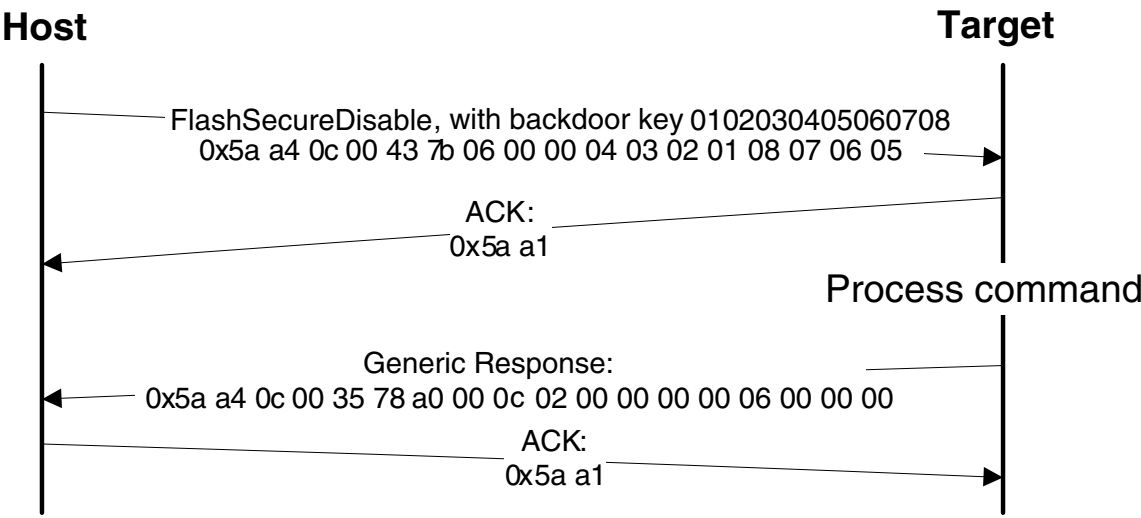 Host
Target
FlashSecureDisable, with backdoor key 0102030405060708
0x5a a4 0c 00 43 7b 06 00 00 04 03 02 01 08 07 06 05
ACK:
0x5a a1
Process command
Generic Response:
0x5a a4 0c 00 35 78 a0 00 0c 02 00 00 00 00 06 00 00 00
ACK:
0x5a a1